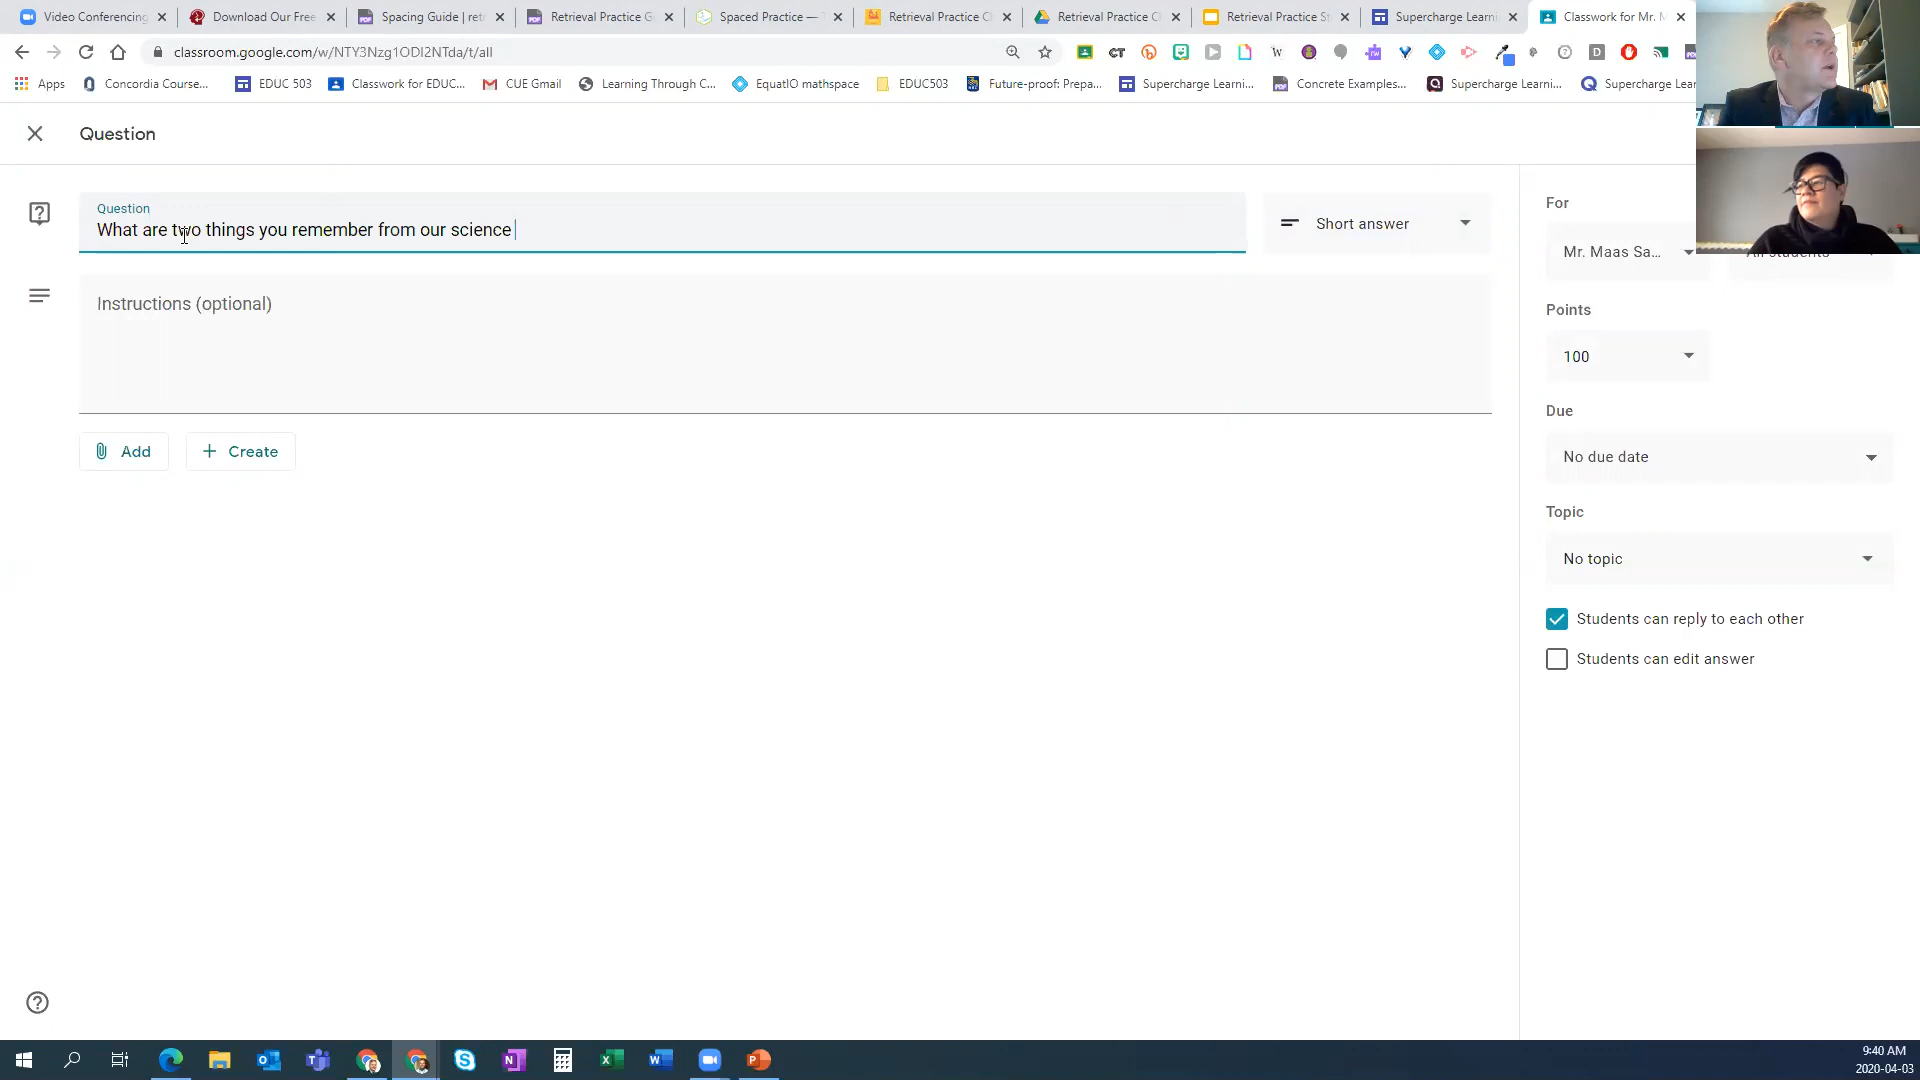 Video Conferencing
Download Our Free
Spacing Guide | retr
Retrieval Practice G
Spaced Practice —
Retrieval Practice C
Retrieval Practice C
Retrieval Practice St
Supercharge Learni
Classwork for Mr. M
classroom.google.com/w/NTY3Nzg1ODI2NTda/t/all
Apps
Concordia Course...
EDUC 503
Classwork for EDUC...
CUE Gmail
Learning Through C...
EquatIO mathspace
EDUC503
Future-proof: Prepa...
Supercharge Learni...
Concrete Examples...
Supercharge Learni...
Supercharge Lear
Question
Question
What are two things you remember from our science
Short answer
Instructions (optional)
Add
Create
For
Mr. Maas Sa...
All students
Points
100
Due
No due date
Topic
No topic
Students can reply to each other
Students can edit answer
9:40 AM
2020-04-03